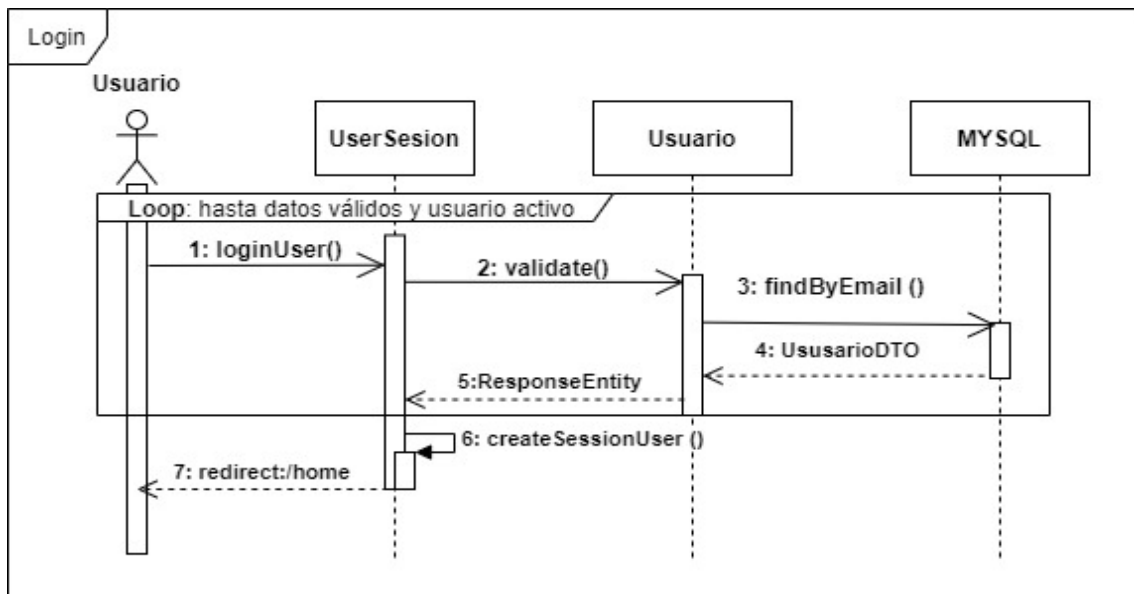 Login
Usuario
UserSesion
Usuario
MYSQL
Loop: hasta datos válidos y usuario activo
1: loginUser()
2: validate()
3: findByEmail ()
4: UsusarioDTO
5:ResponseEntity
6: createSessionUser ()
7: redirect:/home